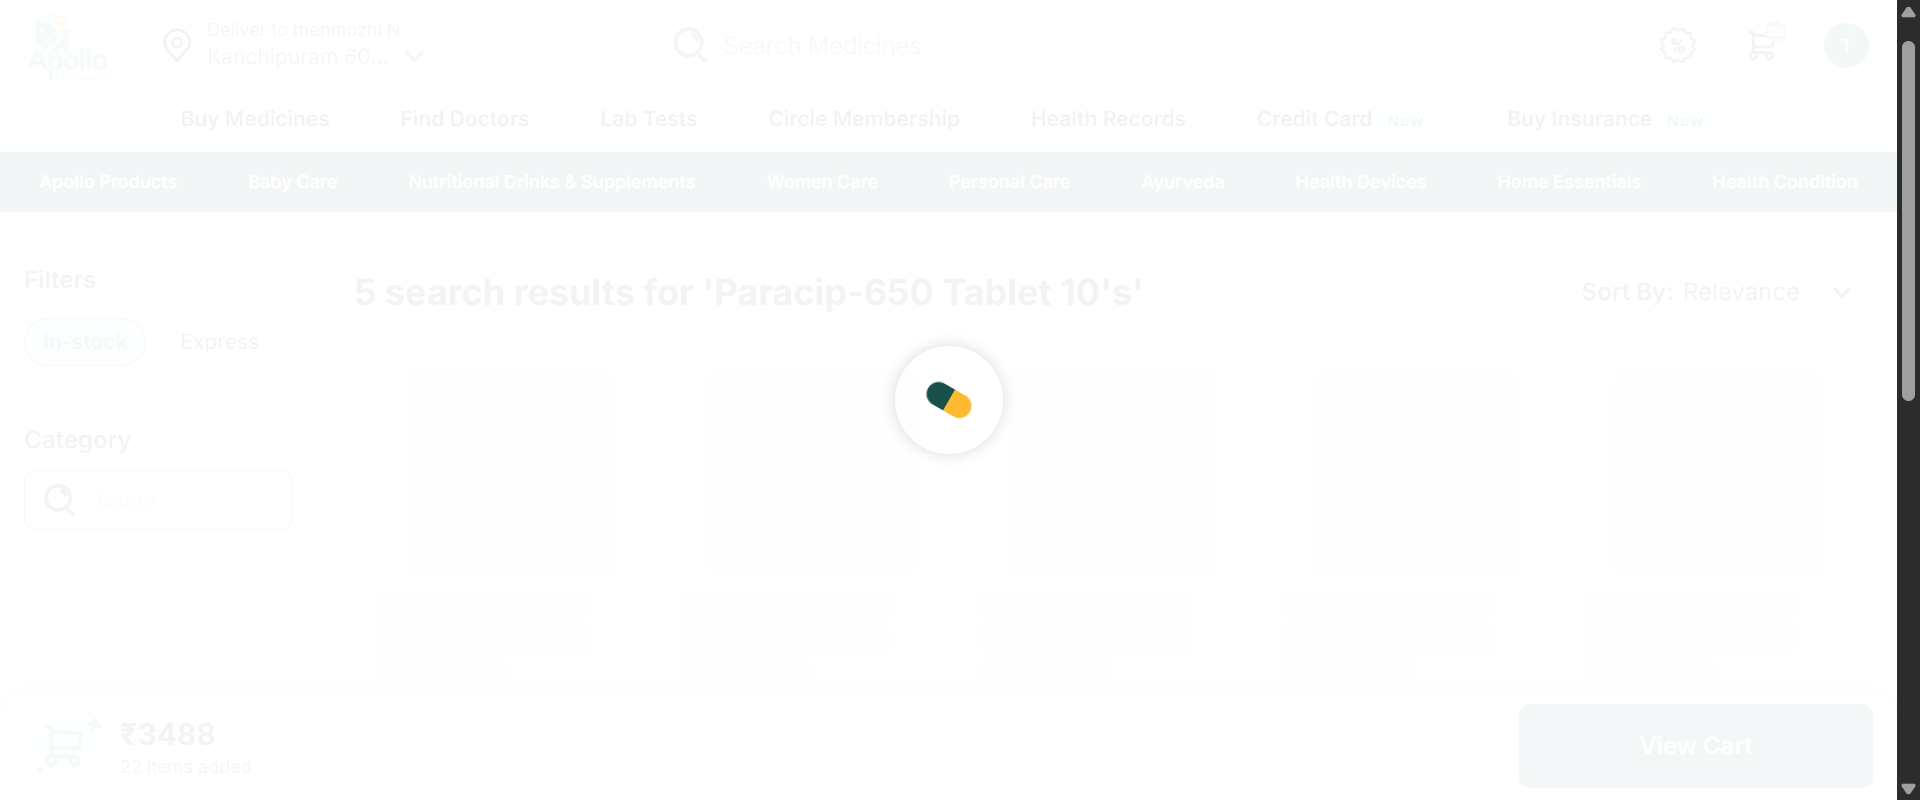 Apollo
Deliver to thenmozhi N
Kanchipuram 60...
Search Medicines
T
Buy Medicines
Find Doctors
Lab Tests
Circle Membership
Health Records
Credit Card New
Buy Insurance New
Apollo Products
Baby Care
Nutritional Drinks & Supplements
Women Care
Personal Care
Ayurveda
Health Devices
Home Essentials
Health Condition
Filters
In-stock
Express
Category
Name
5 search results for 'Paracip-650 Tablet 10's'
Sort By: Relevance
₹3488
22 Items added
View Cart